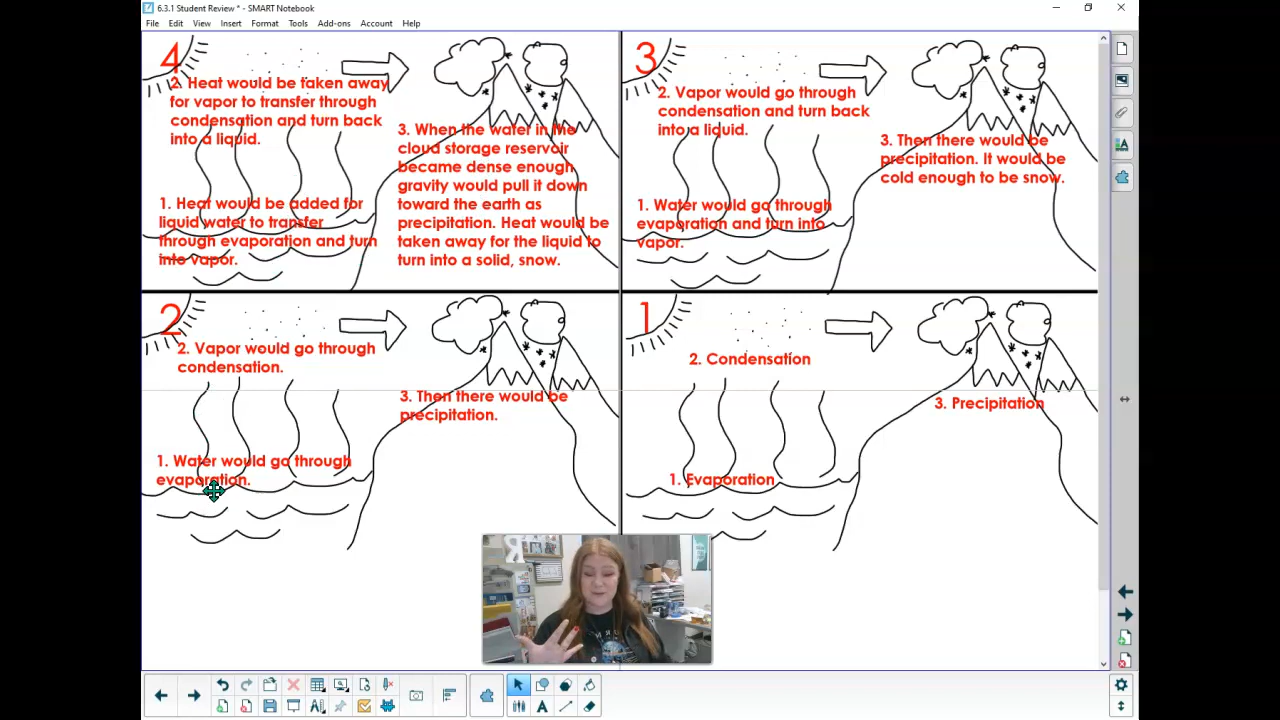 6.3.1 Student Review * - SMART Notebook
File Edit View Insert Format Tools Add-ons Account Help
4
2. Heat would be taken away
for vapor to transfer through
condensation and turn back
into a liquid.
3. When the water in the
cloud storage reservoir
became dense enough
gravity would pull it down
toward the earth as
precipitation. Heat would be
taken away for the liquid to
turn into a solid, snow.
1. Heat would be added for
liquid water to transfer
through evaporation and turn
into vapor.
3
2. Vapor would go through
condensation and turn back
into a liquid.
3. Then there would be
precipitation. It would be
cold enough to be snow.
1. Water would go through
evaporation and turn into
vapor.
2
2. Vapor would go through
condensation.
3. Then there would be
precipitation.
1. Water would go through
evaporation.
1
2. Condensation
3. Precipitation
1. Evaporation